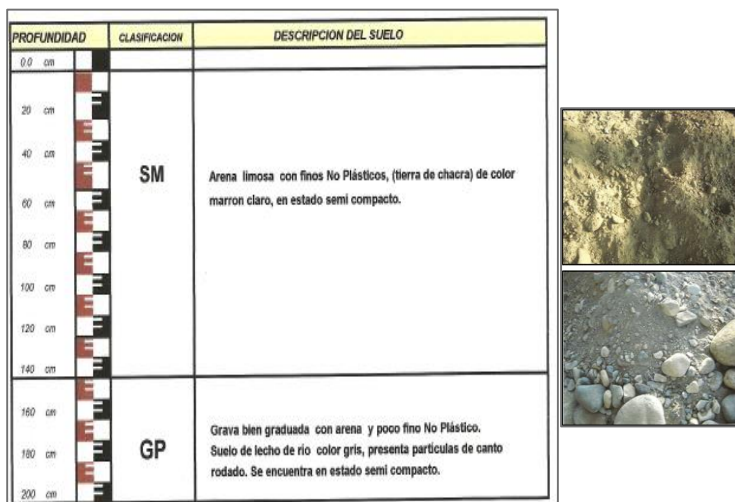 PROFUNDIDAD CLASIFICACION DESCRIPCION DEL SUELO
0.0 cm
20 cm
40 cm
60 cm
80 cm
100 cm
120 cm
140 cm
SM
Arena limosa con finos No Plásticos, (tierra de chacra) de color
marron claro, en estado semi compacto.
160 cm
180 cm
200 cm
GP
Grava bien graduada con arena y poco fino No Plástico.
Suelo de lecho de rio color gris, presenta particulas de canto
rodado. Se encuentra en estado semi compacto.